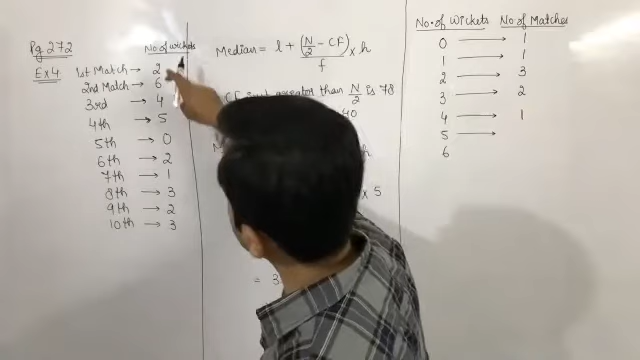 Pg 272
Ex 4
No. of wickets
1st Match → 2
2nd Match → 6
3rd → 4
4th → 5
5th → 0
6th → 2
7th → 1
8th → 3
9th → 2
10th → 3
Median = l + (N/2 - CF)/f × h
CF just greater than N/2 is 78
40
h
x 5
= 3
No. of Wickets No. of Matches
0 → 1
1 → 1
2 → 3
3 → 2
4 → 1
5 →
6